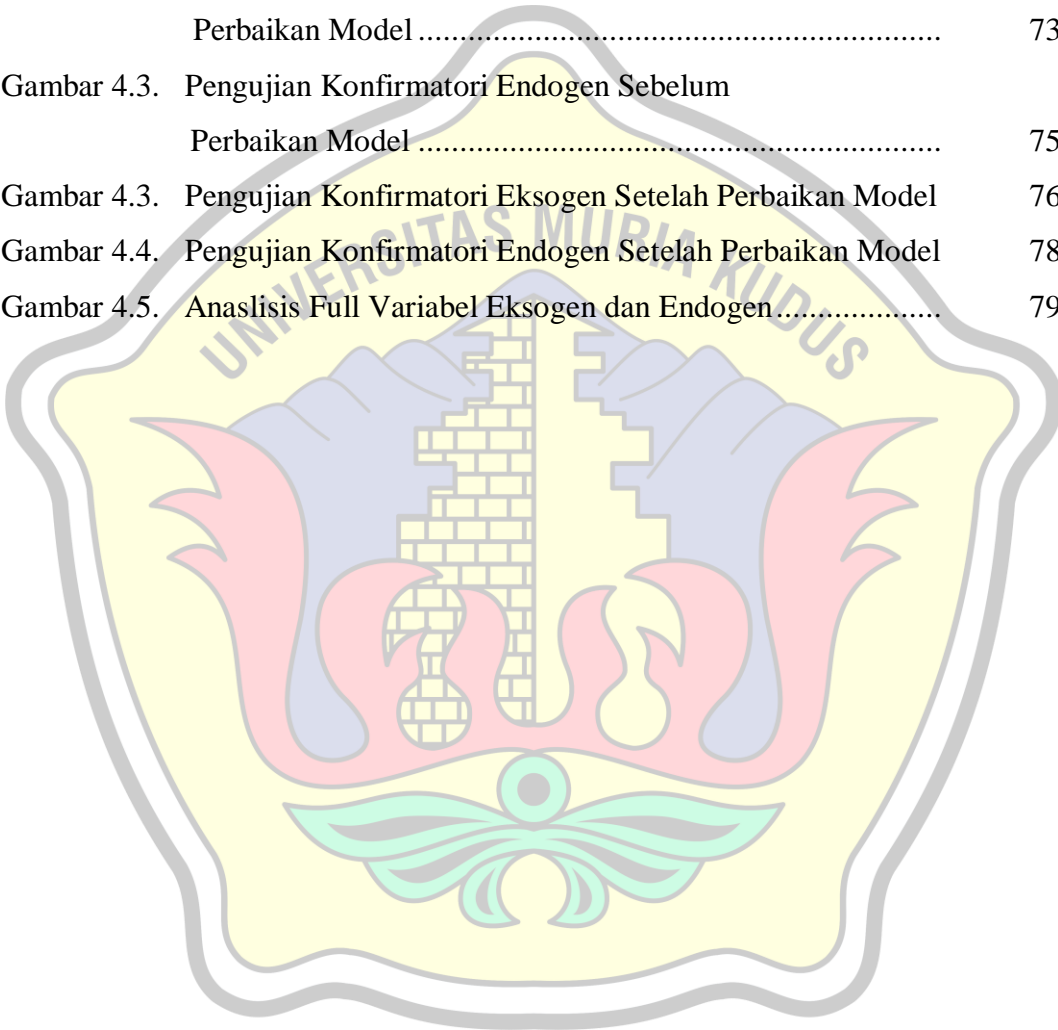 Perbaikan Model ............................................................... 73
Gambar 4.3. Pengujian Konfirmatori Endogen Sebelum
Perbaikan Model ............................................................... 75
Gambar 4.3. Pengujian Konfirmatori Eksogen Setelah Perbaikan Model 76
Gambar 4.4. Pengujian Konfirmatori Endogen Setelah Perbaikan Model 78
Gambar 4.5. Anaslisis Full Variabel Eksogen dan Endogen.................... 79
UNIVERSITAS MURIA KUDUS